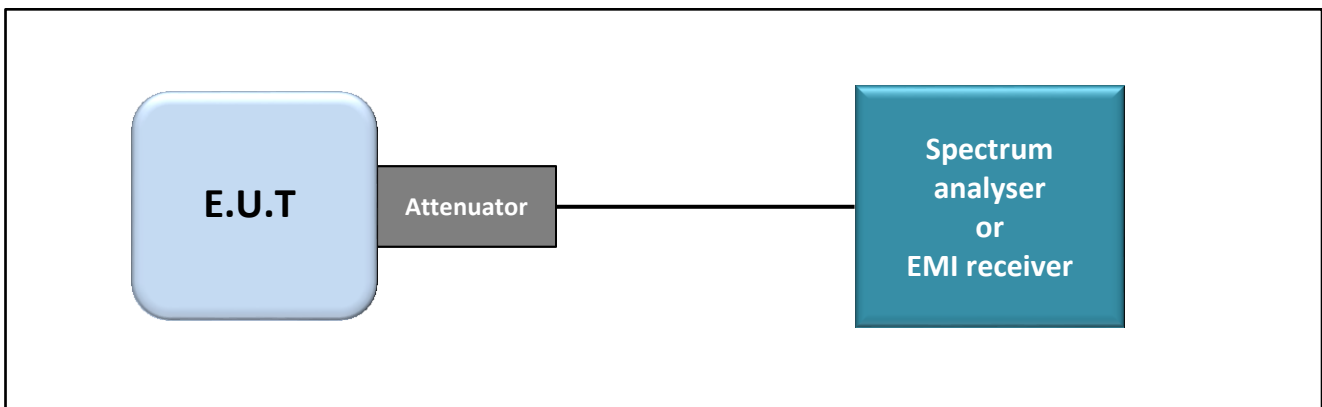 E.U.T
Attenuator
Spectrum
analyser
or
EMI receiver